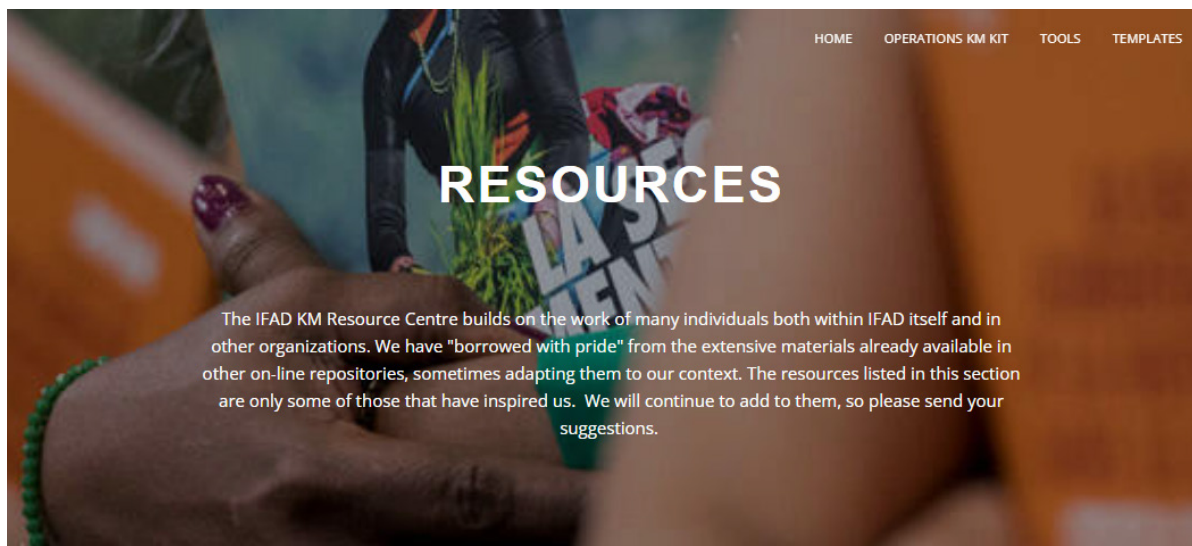 HOME OPERATIONS KM KIT TOOLS TEMPLATES
RESOURCES
LA SE
MENT
The IFAD KM Resource Centre builds on the work of many individuals both within IFAD itself and in
other organizations. We have "borrowed with pride" from the extensive materials already available in
other on-line repositories, sometimes adapting them to our context. The resources listed in this section
are only some of those that have inspired us.  We will continue to add to them, so please send your
suggestions.